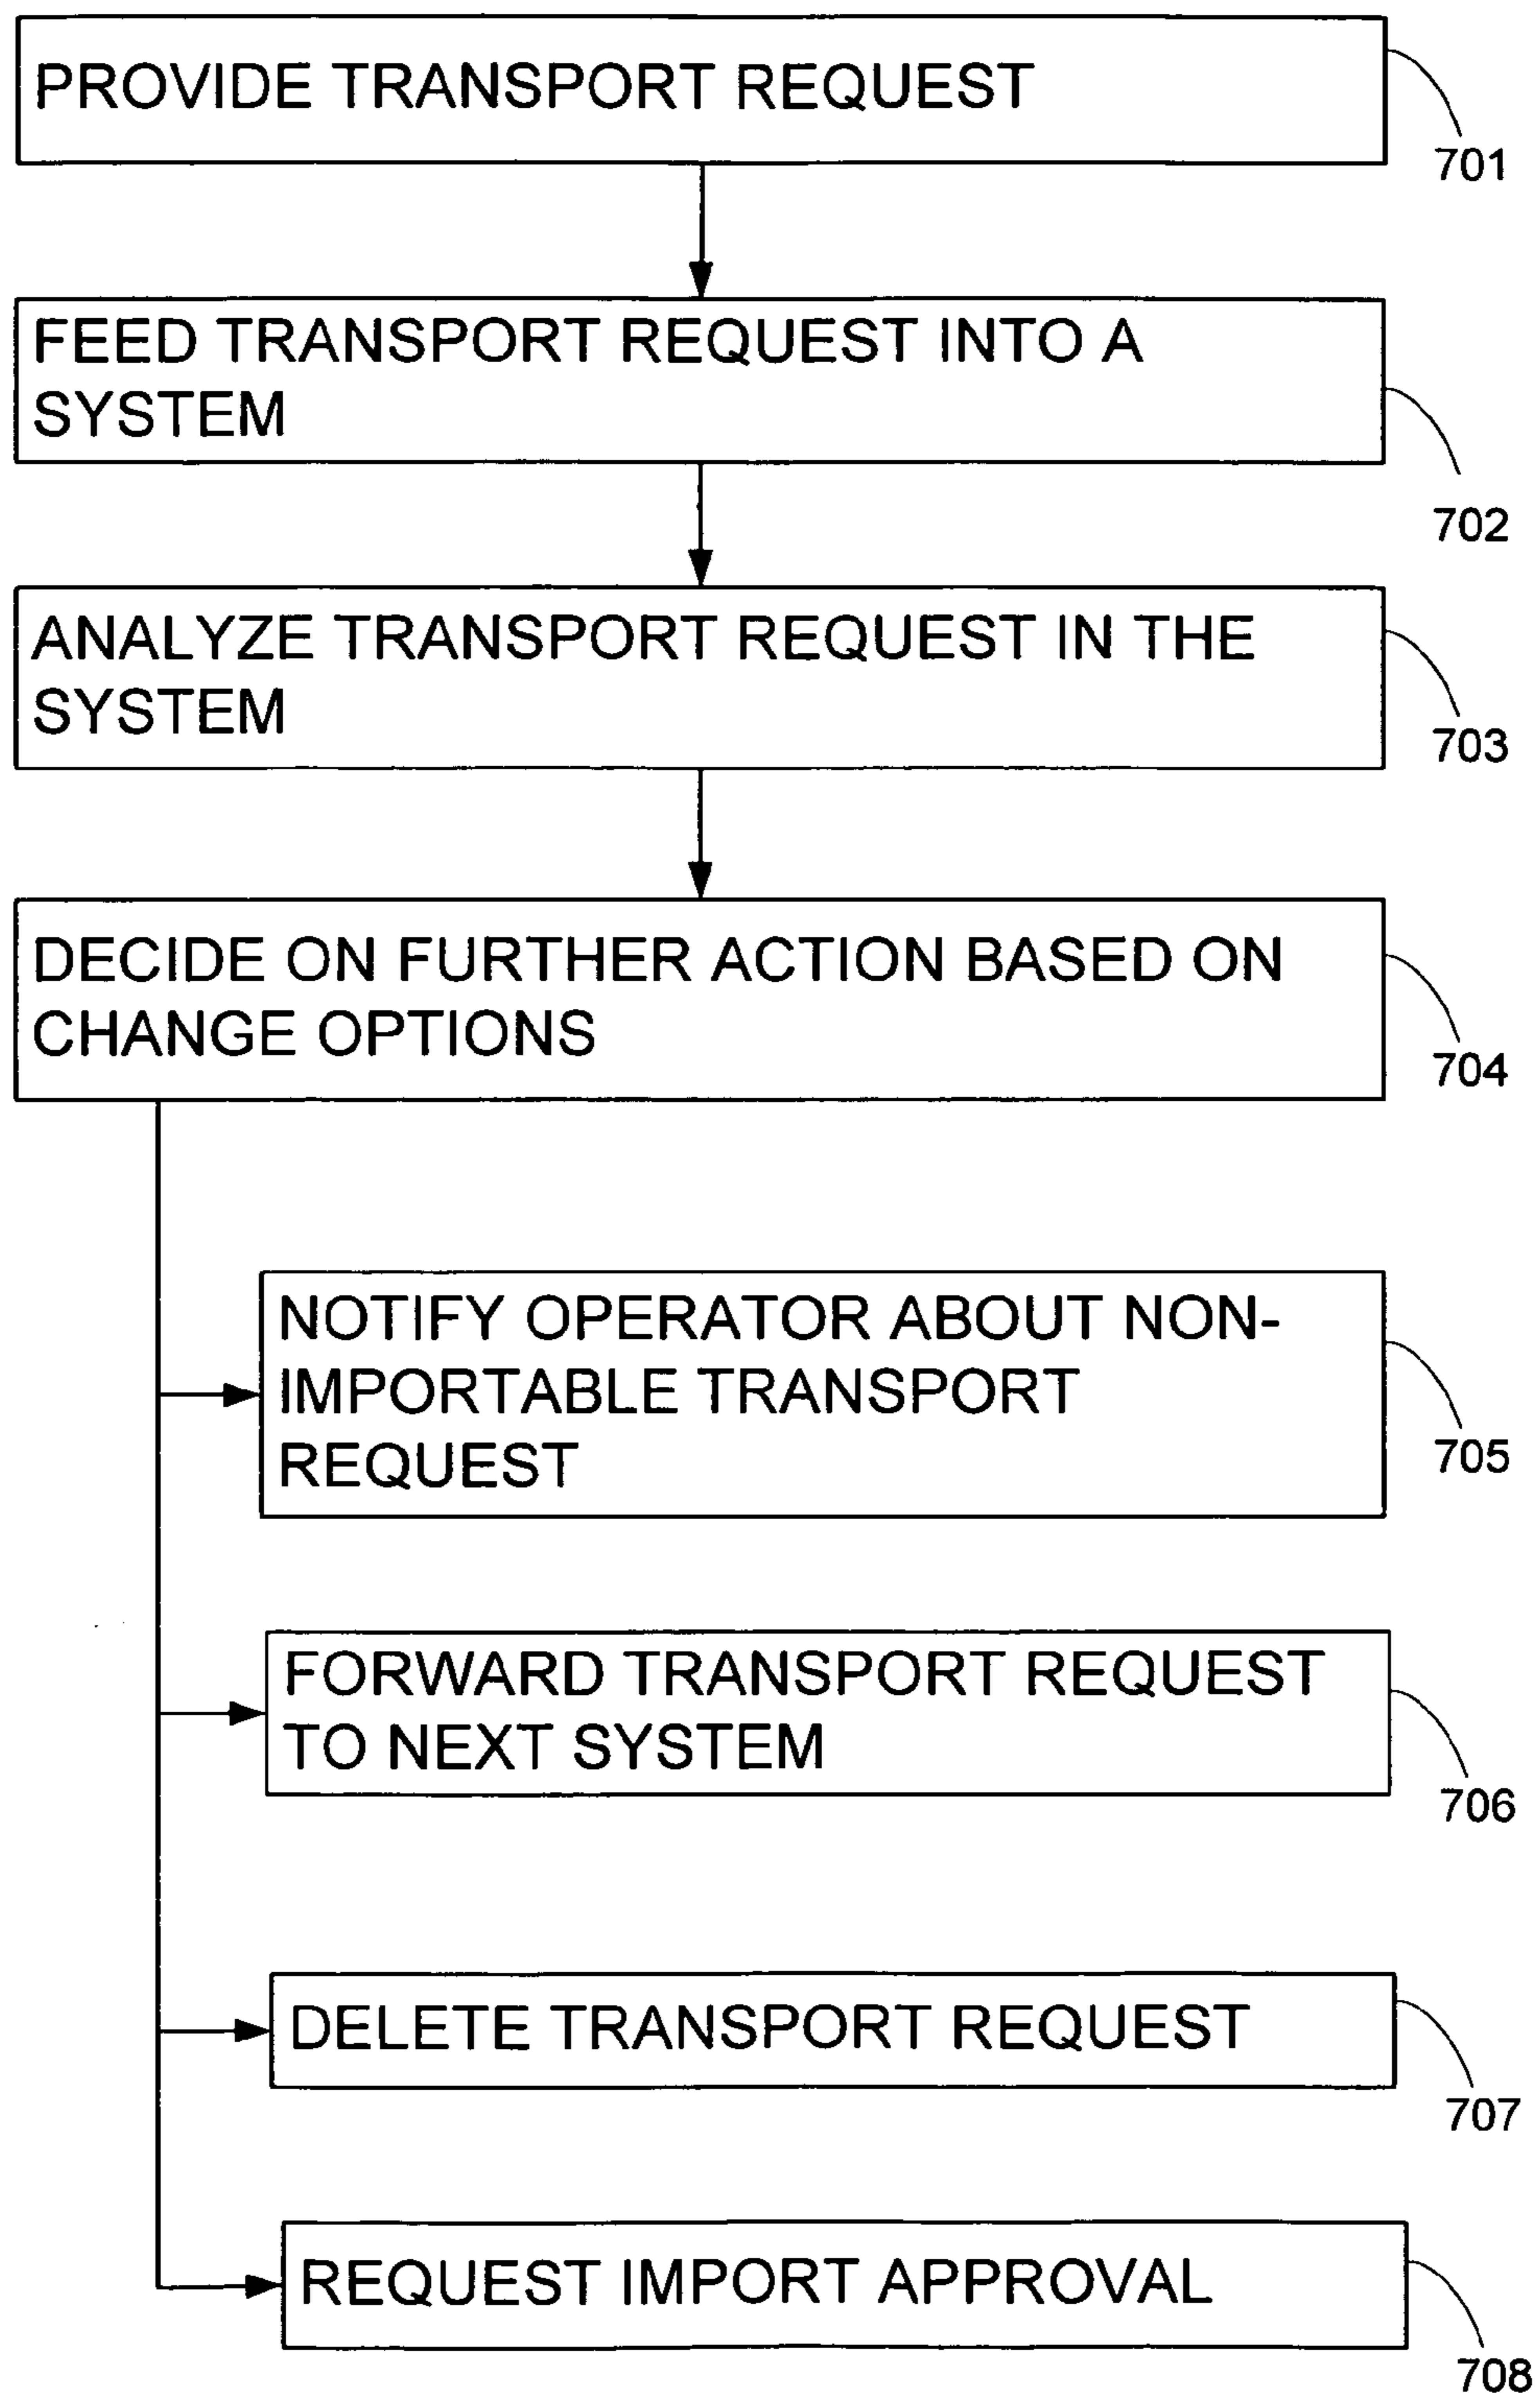 PROVIDE TRANSPORT REQUEST
701
FEED TRANSPORT REQUEST INTO A
SYSTEM
702
ANALYZE TRANSPORT REQUEST IN THE
SYSTEM
703
DECIDE ON FURTHER ACTION BASED ON
CHANGE OPTIONS
704
NOTIFY OPERATOR ABOUT NON-
IMPORTABLE TRANSPORT
REQUEST
705
FORWARD TRANSPORT REQUEST
TO NEXT SYSTEM
706
DELETE TRANSPORT REQUEST
707
REQUEST IMPORT APPROVAL
708